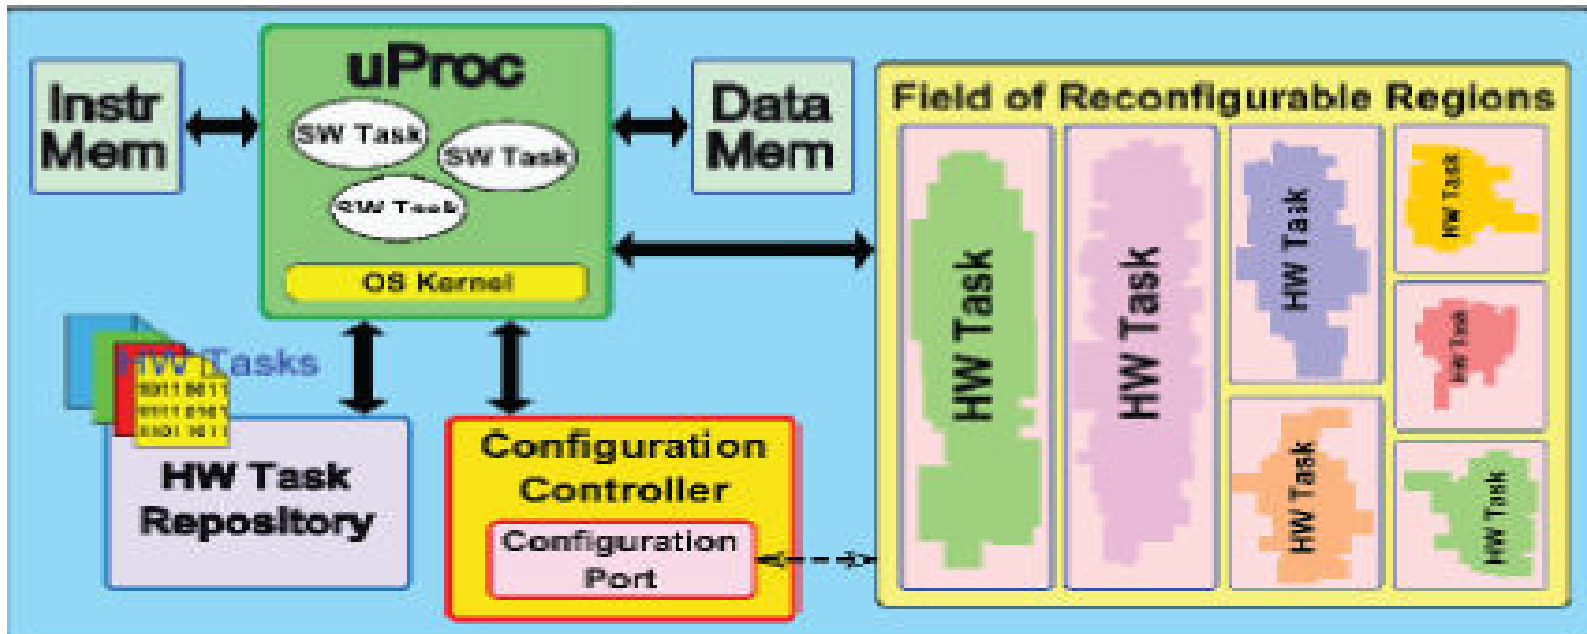 uProc
Instr
Mem
SW Task
SW Task
SW Task
OS Kernel
Data
Mem
Field of Reconfigurable Regions
HW Task
HW Task
HW Task
HW Task
HW Task
HW Task
HW Task
HW Tasks
HW Task
Repository
Configuration
Controller
Configuration
Port